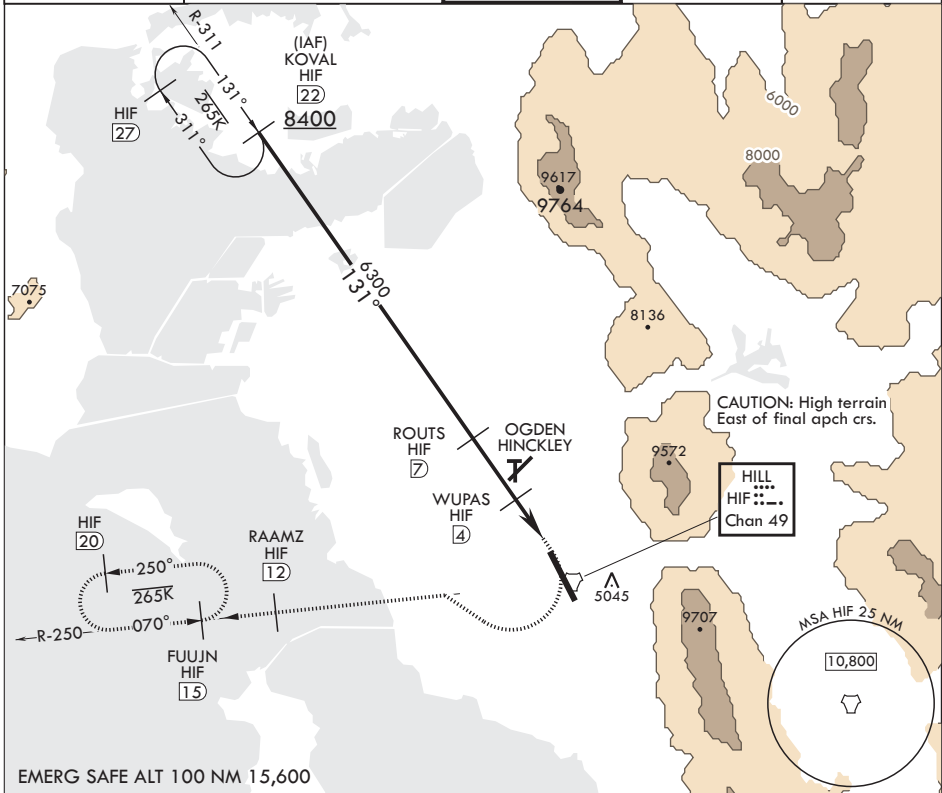 R-311
(IAF)
KOVAL
HIF
22
8400
131°
265K
311°
HIF
27
6000
8000
9617
9764
7075
6300
131°
8136
CAUTION: High terrain
East of final apch crs.
ROUTS
HIF
7
OGDEN
HINCKLEY
9572
WUPAS
HIF
4
HILL
HIF
Chan 49
HIF
20
RAAMZ
HIF
12
250°
265K
070°
R-250
FUUJN
HIF
15
5045
9707
MSA HIF 25 NM
10,800
EMERG SAFE ALT 100 NM 15,600